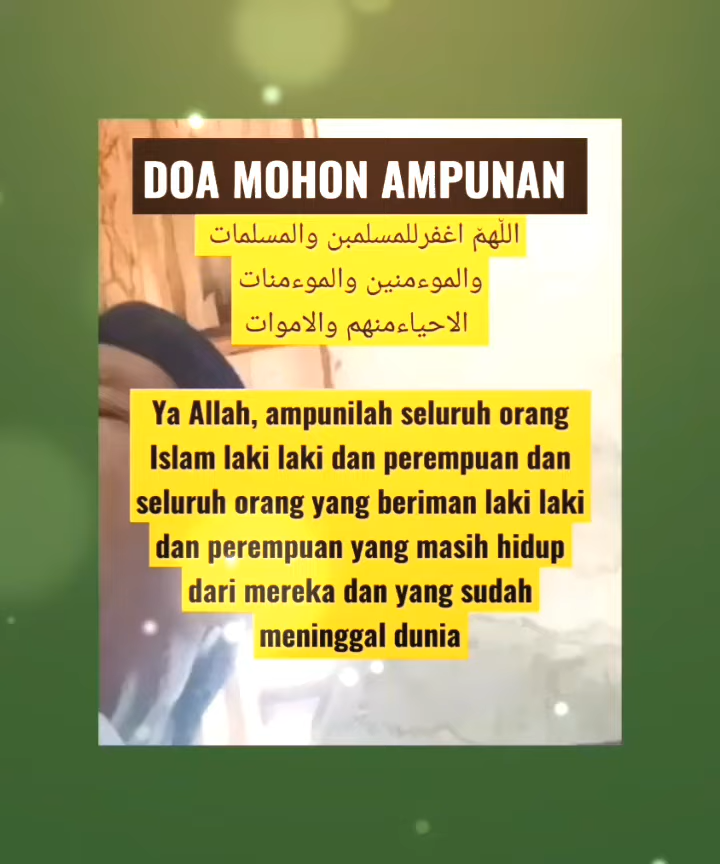 DOA MOHON AMPUNAN
اللّهمّ اغفرللمسلمبن والمسلمات
والموءمنين والموءمنات
الاحياءمنهم والاموات
Ya Allah, ampunilah seluruh orang
Islam laki laki dan perempuan dan
seluruh orang yang beriman laki laki
dan perempuan yang masih hidup
dari mereka dan yang sudah
meninggal dunia